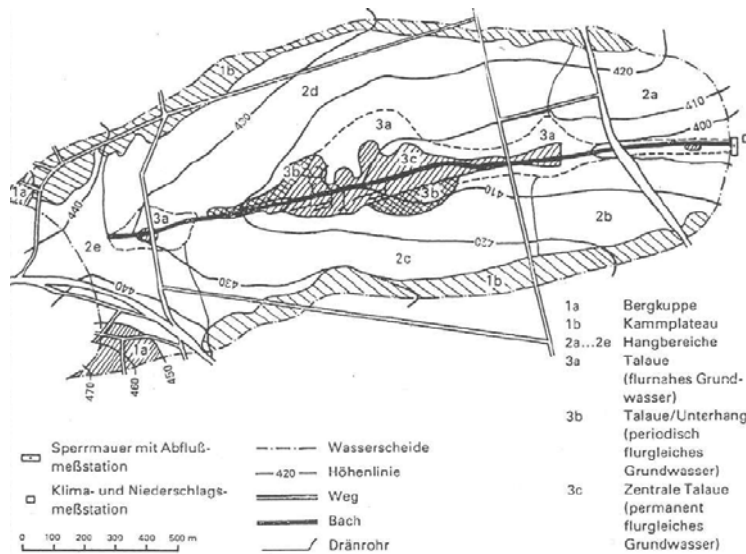 1b
2d
420
2a
410
400
430
3a
3a
3c
3b
3b
410
1a
440
3a
2e
2b
420
2c
430
1b
440
1a
470
460
450
1a Bergkuppe
1b Kammplateau
2a...2e Hangbereiche
3a Talaue
(flurnahes Grund-
wasser)
3b Talaue/Unterhang
(periodisch
flurgleiches
Grundwasser)
3c Zentrale Talaue
(permanent
flurgleiches
Grundwasser)
Sperrmauer mit Abfluß-
meßstation
Klima- und Niederschlags-
meßstation
0 100 200 300 400 500 m
Wasserscheide
420 Höhenlinie
Weg
Bach
Dränrohr